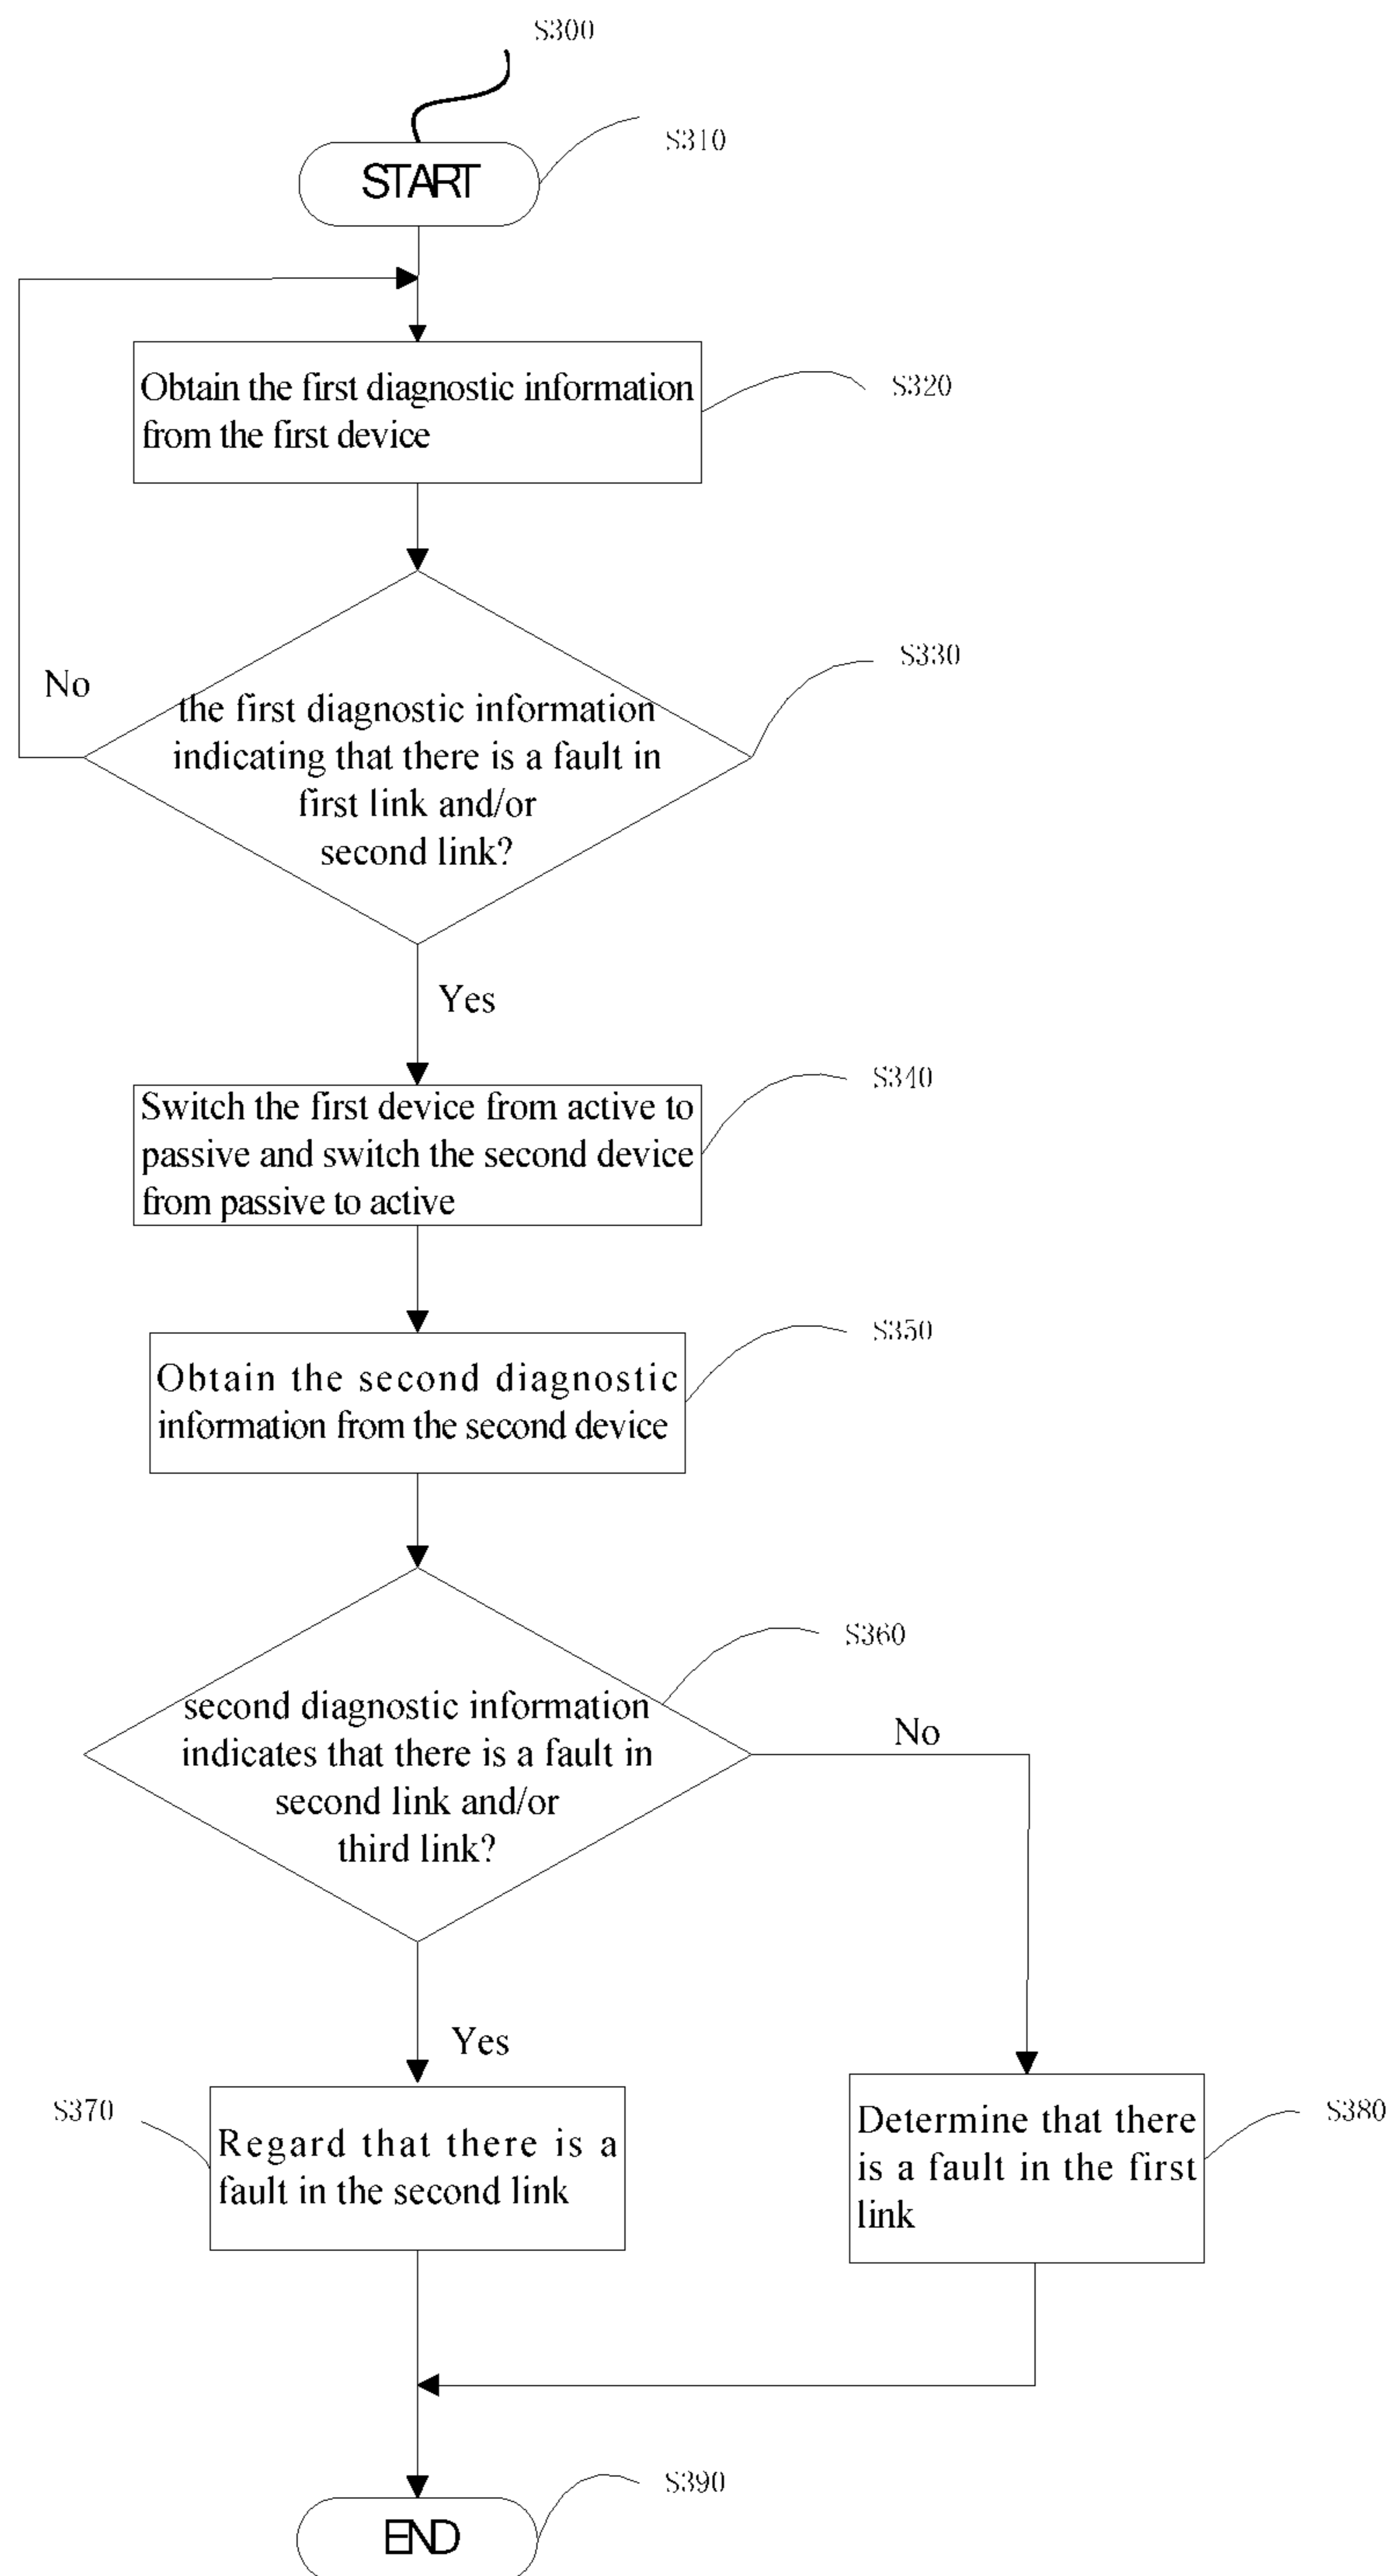 S300
S310
START
Obtain the first diagnostic information
from the first device
S320
S330
No
the first diagnostic information
indicating that there is a fault in
first link and/or
second link?
Yes
S340
Switch the first device from active to
passive and switch the second device
from passive to active
S350
Obtain the second diagnostic
information from the second device
S360
second diagnostic information
indicates that there is a fault in
second link and/or
third link?
No
Yes
S370
Regard that there is a
fault in the second link
S380
Determine that there
is a fault in the first
link
S390
END